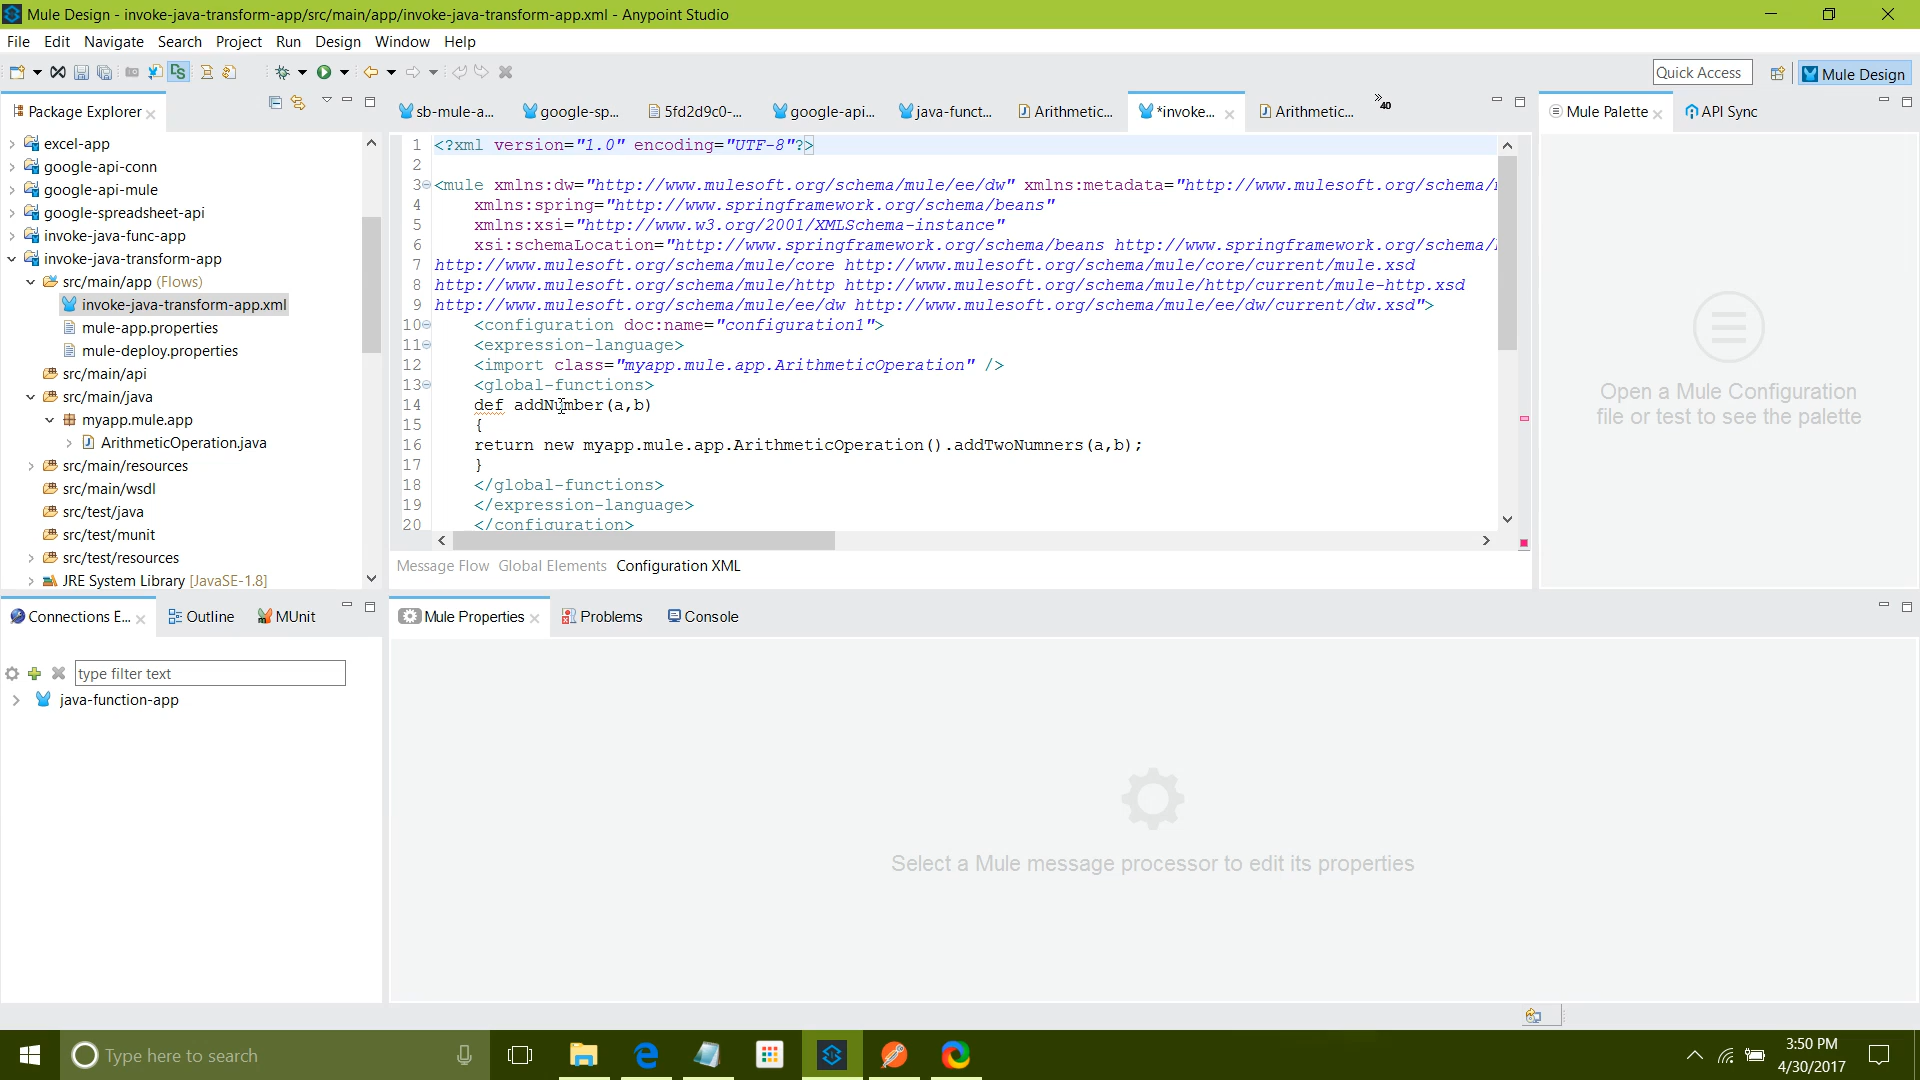 Mule Design - invoke-java-transform-app/src/main/app/invoke-java-transform-app.xml - Anypoint Studio
File Edit Navigate Search Project Run Design Window Help
Quick Access
Mule Design
Package Explorer
sb-mule-a...
google-sp...
5fd2d9c0-...
google-api...
java-funct...
Arithmetic...
*invoke...
Arithmetic...
»40
Mule Palette
API Sync
excel-app
google-api-conn
google-api-mule
google-spreadsheet-api
invoke-java-func-app
invoke-java-transform-app
src/main/app (Flows)
invoke-java-transform-app.xml
mule-app.properties
mule-deploy.properties
src/main/api
src/main/java
myapp.mule.app
ArithmeticOperation.java
src/main/resources
src/main/wsdl
src/test/java
src/test/munit
src/test/resources
JRE System Library [JavaSE-1.8]
1 <?xml version="1.0" encoding="UTF-8"?>
2
3 <mule xmlns:dw="http://www.mulesoft.org/schema/mule/ee/dw" xmlns:metadata="http://www.mulesoft.org/schema/
4 xmlns:spring="http://www.springframework.org/schema/beans"
5 xmlns:xsi="http://www.w3.org/2001/XMLSchema-instance"
6 xsi:schemaLocation="http://www.springframework.org/schema/beans http://www.springframework.org/schema/
7 http://www.mulesoft.org/schema/mule/core http://www.mulesoft.org/schema/mule/core/current/mule.xsd
8 http://www.mulesoft.org/schema/mule/http http://www.mulesoft.org/schema/mule/http/current/mule-http.xsd
9 http://www.mulesoft.org/schema/mule/ee/dw http://www.mulesoft.org/schema/mule/ee/dw/current/dw.xsd">
10 <configuration doc:name="configuration1">
11 <expression-language>
12 <import class="myapp.mule.app.ArithmeticOperation" />
13 <global-functions>
14 def addNumber(a,b)
15 {
16 return new myapp.mule.app.ArithmeticOperation().addTwoNumners(a,b);
17 }
18 </global-functions>
19 </expression-language>
20 </configuration>
Message Flow Global Elements Configuration XML
Open a Mule Configuration
file or test to see the palette
Connections E...
Outline
MUnit
type filter text
java-function-app
Mule Properties
Problems
Console
Select a Mule message processor to edit its properties
Type here to search
3:50 PM
4/30/2017